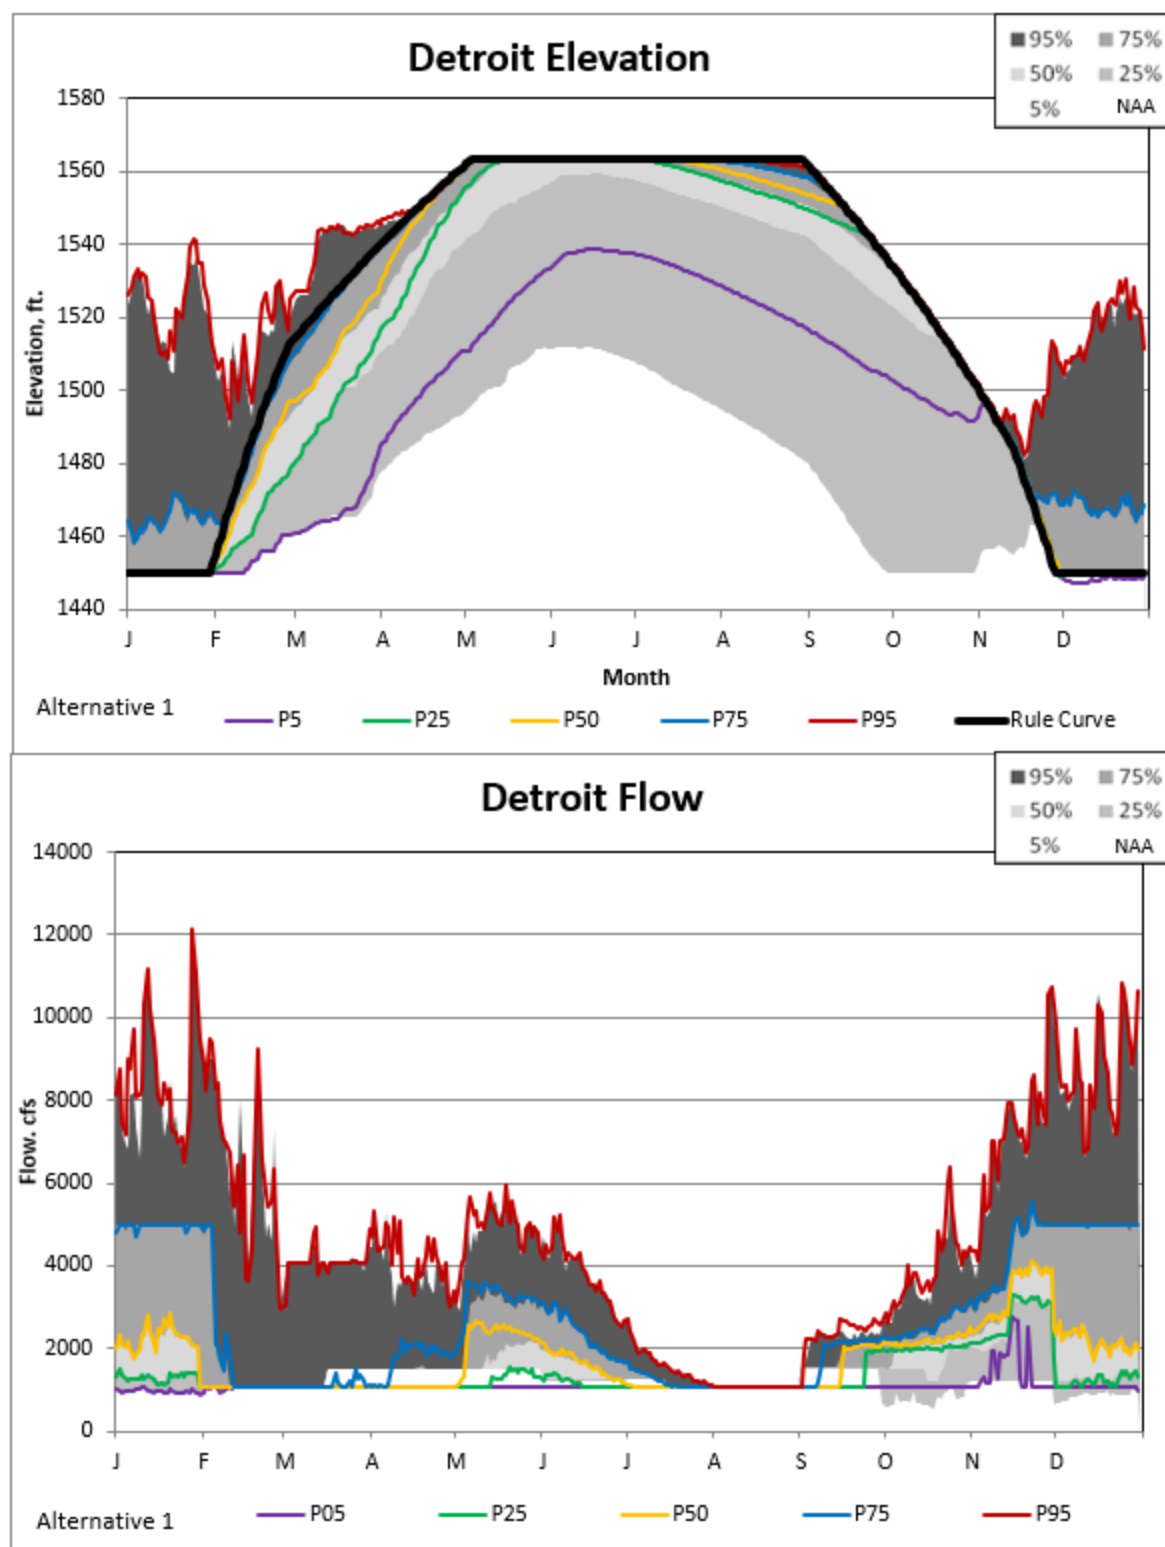 Detroit Elevation
95% 75%
50% 25%
5% NAA
1580
1560
1540
1520
1500
1480
1460
1440
Elevation, ft.
J F M A M J J A S O N D
Month
Alternative 1 P5 P25 P50 P75 P95 Rule Curve
Detroit Flow
95% 75%
50% 25%
5% NAA
14000
12000
10000
8000
6000
4000
2000
0
Flow. cfs
J F M A M J J A S O N D
Alternative 1 P05 P25 P50 P75 P95